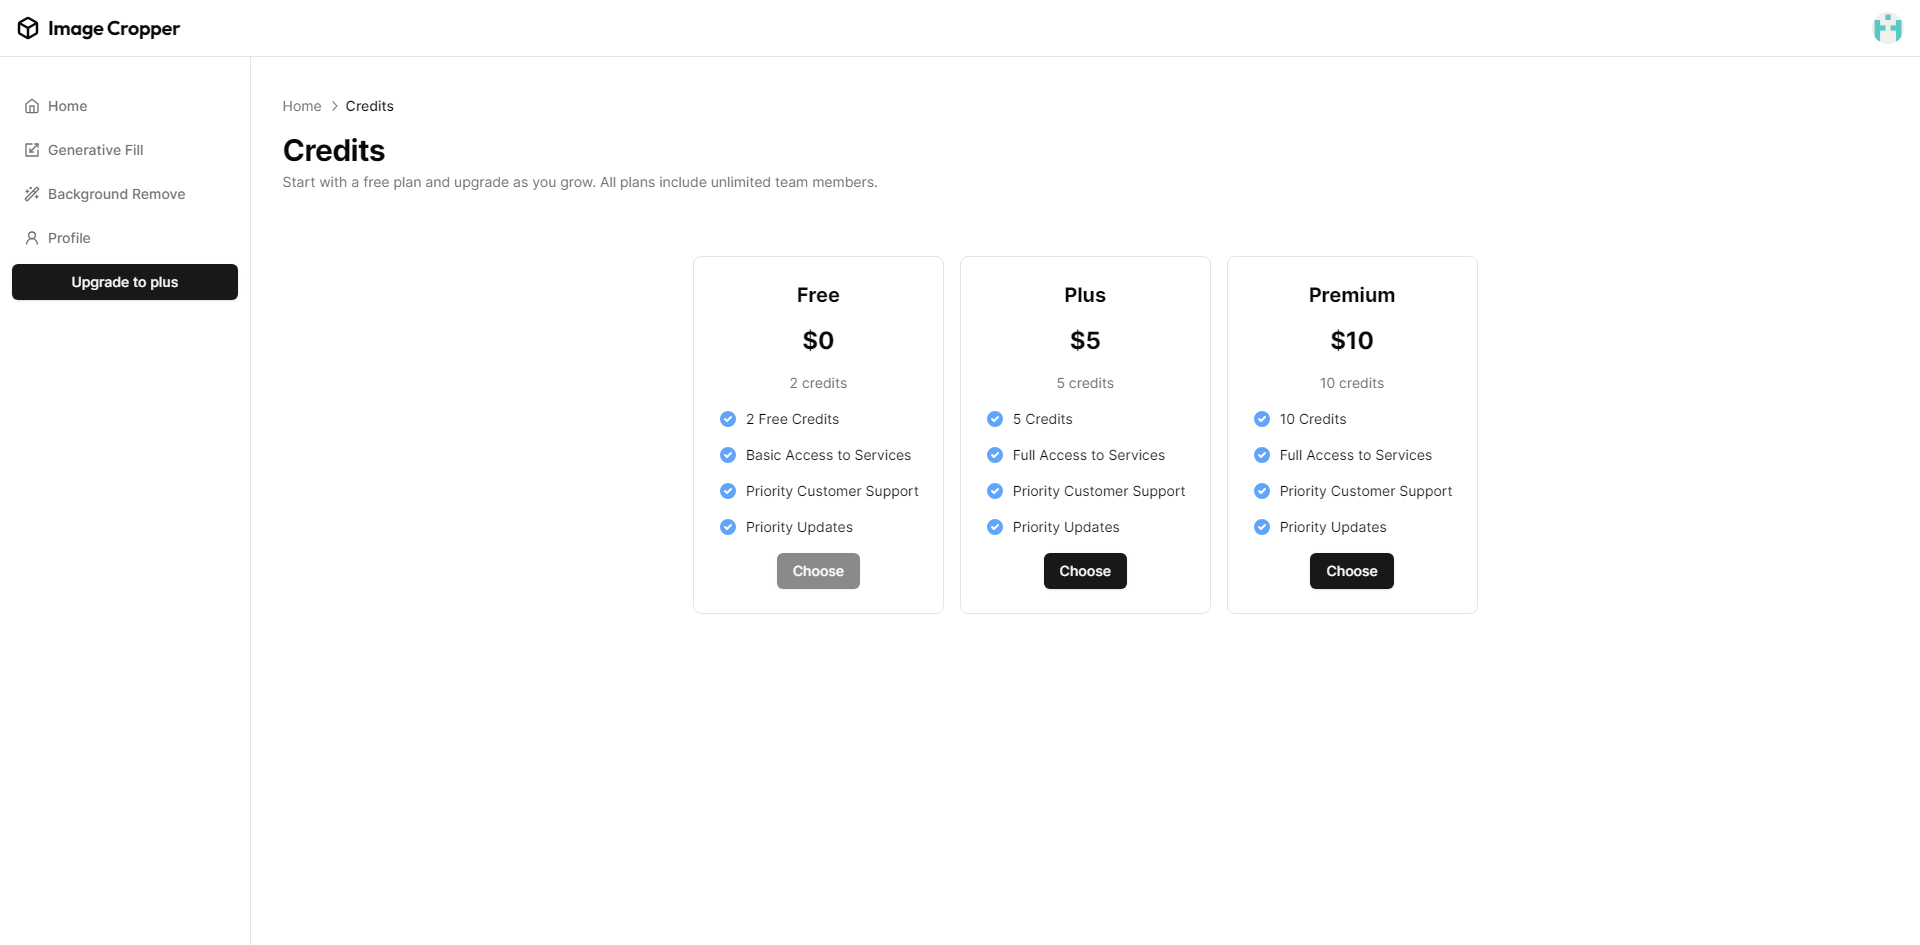 Image Cropper
Home
Generative Fill
Background Remove
Profile
Upgrade to plus
Home > Credits
Credits
Start with a free plan and upgrade as you grow. All plans include unlimited team members.
Free
$0
2 credits
2 Free Credits
Basic Access to Services
Priority Customer Support
Priority Updates
Choose
Plus
$5
5 credits
5 Credits
Full Access to Services
Priority Customer Support
Priority Updates
Choose
Premium
$10
10 credits
10 Credits
Full Access to Services
Priority Customer Support
Priority Updates
Choose